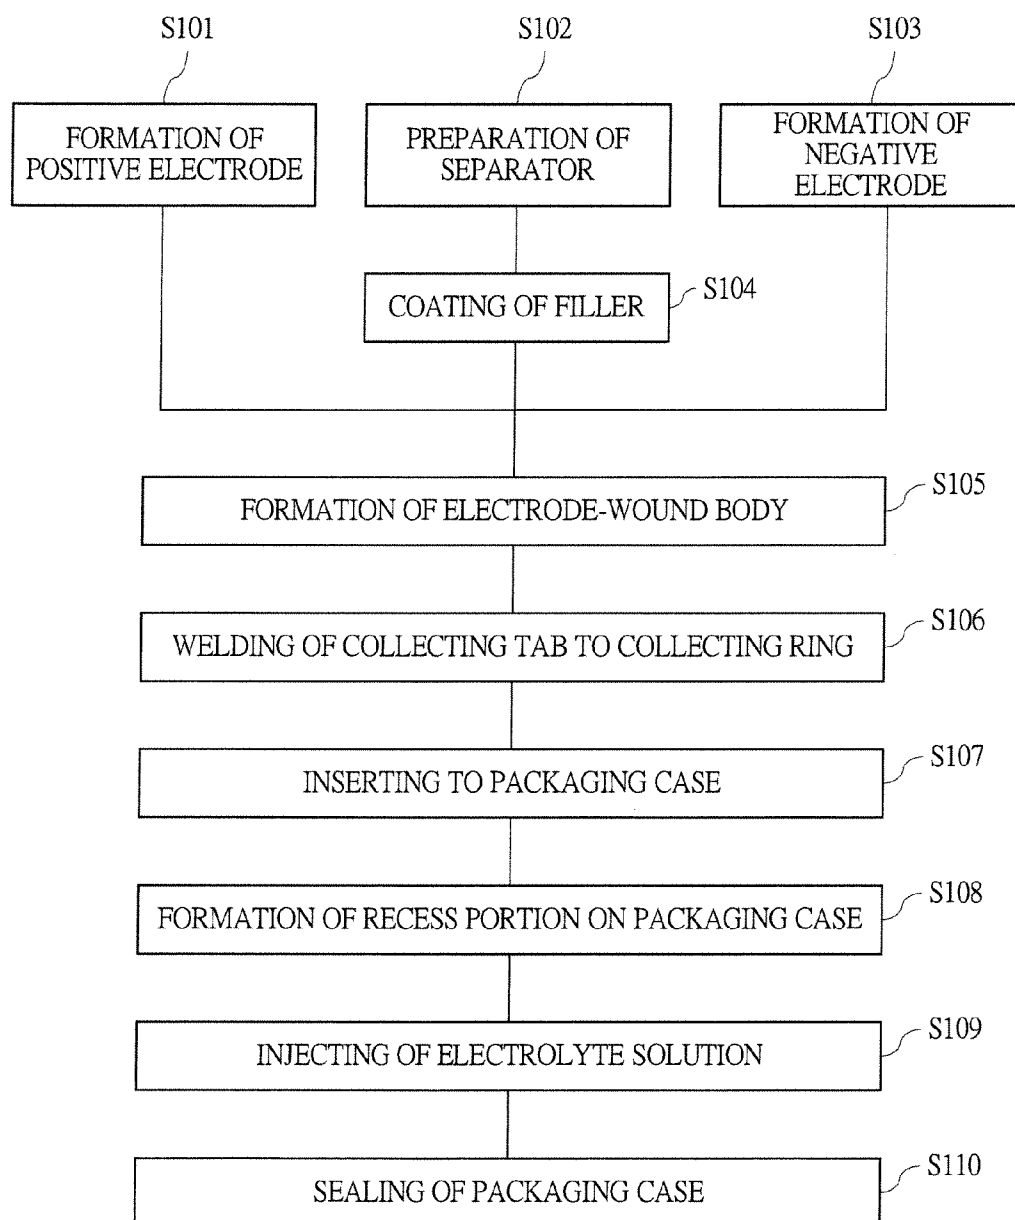 S101
S102
S103
FORMATION OF
POSITIVE ELECTRODE
PREPARATION OF
SEPARATOR
FORMATION OF
NEGATIVE
ELECTRODE
COATING OF FILLER
S104
FORMATION OF ELECTRODE-WOUND BODY
S105
WELDING OF COLLECTING TAB TO COLLECTING RING
S106
INSERTING TO PACKAGING CASE
S107
FORMATION OF RECESS PORTION ON PACKAGING CASE
S108
INJECTING OF ELECTROLYTE SOLUTION
S109
SEALING OF PACKAGING CASE
S110